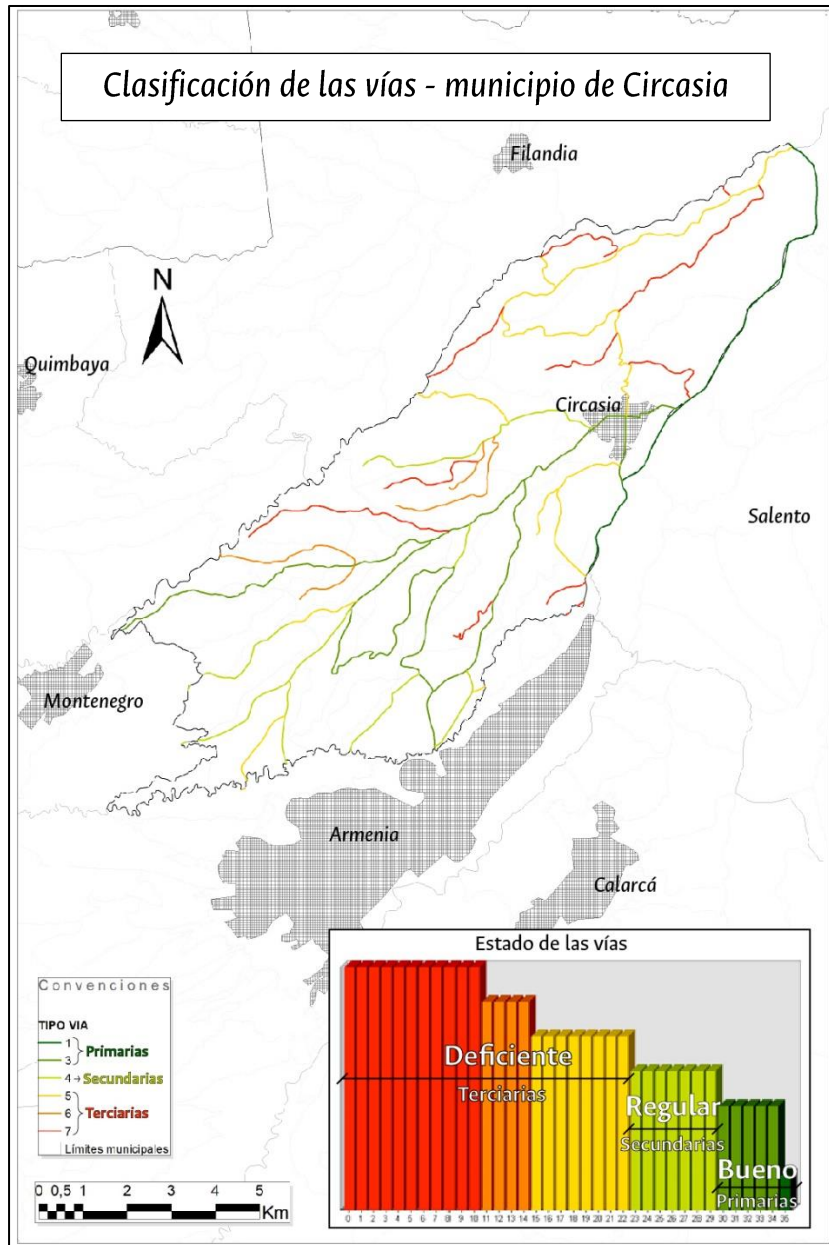 Clasificación de las vías - municipio de Circasia
Filandia
N
Quimbaya
Circasia
Salento
Montenegro
Armenia
Calarcá
Estado de las vías
Deficiente
Terciarias
Regular
Secundarias
Bueno
Primarias
0 1 2 3 4 5 6 7 8 9 10 11 12 13 14 15 16 17 18 19 20 21 22 23 24 25 26 27 28 29 30 31 32 33 34 35
Convenciones
TIPO VIA
1
3
Primarias
4 → Secundarias
5
6
7
Terciarias
Límites municipales
0 0,5 1 2 3 4 5
Km